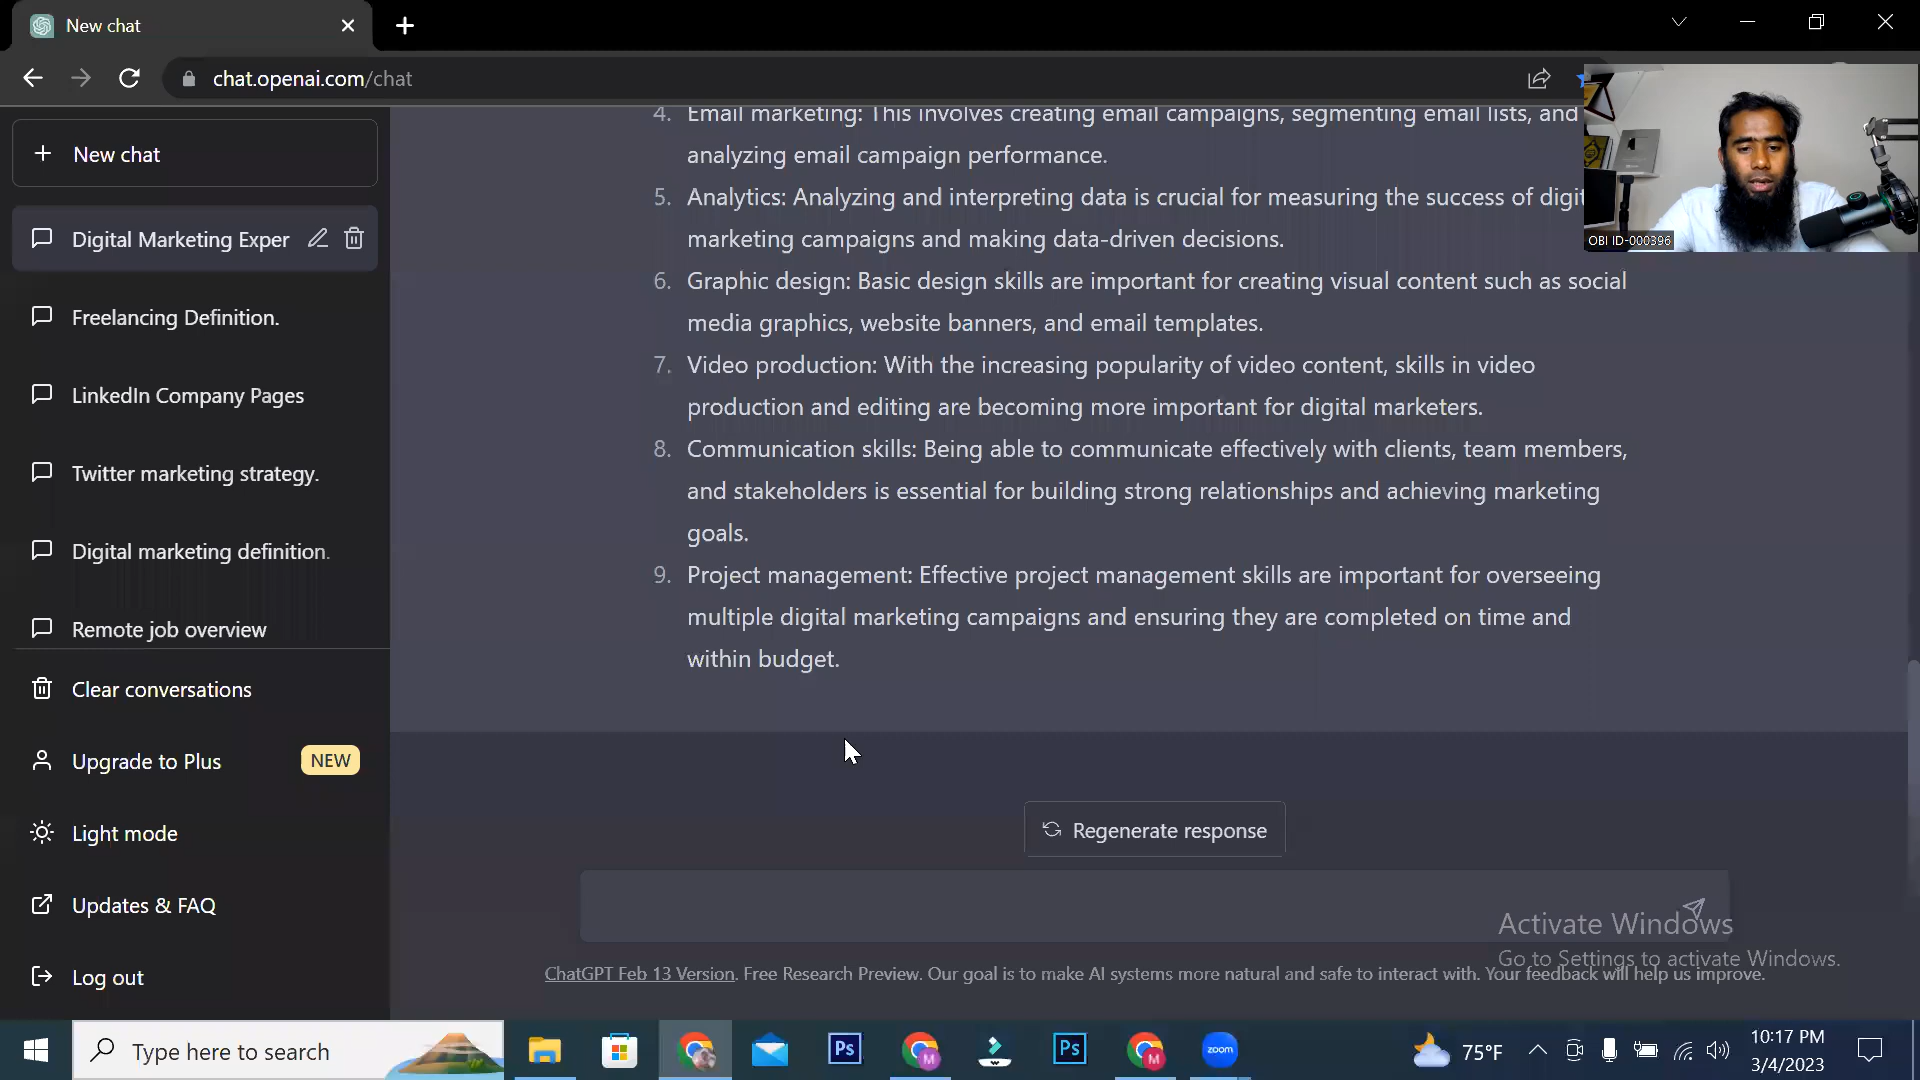 New chat
chat.openai.com/chat
New chat
Digital Marketing Exper
Freelancing Definition.
LinkedIn Company Pages
Twitter marketing strategy.
Digital marketing definition.
Remote job overview
Clear conversations
Upgrade to Plus NEW
Light mode
Updates & FAQ
Log out
4. Email marketing: This involves creating email campaigns, segmenting email lists, and
analyzing email campaign performance.
5. Analytics: Analyzing and interpreting data is crucial for measuring the success of digit
marketing campaigns and making data-driven decisions.
6. Graphic design: Basic design skills are important for creating visual content such as social
media graphics, website banners, and email templates.
7. Video production: With the increasing popularity of video content, skills in video
production and editing are becoming more important for digital marketers.
8. Communication skills: Being able to communicate effectively with clients, team members,
and stakeholders is essential for building strong relationships and achieving marketing
goals.
9. Project management: Effective project management skills are important for overseeing
multiple digital marketing campaigns and ensuring they are completed on time and
within budget.
OBI ID-000396
Regenerate response
Activate Windows
Go to Settings to activate Windows.
ChatGPT Feb 13 Version. Free Research Preview. Our goal is to make AI systems more natural and safe to interact with. Your feedback will help us improve.
Type here to search
Ps
M
Ps
M
zoom
75°F
10:17 PM
3/4/2023